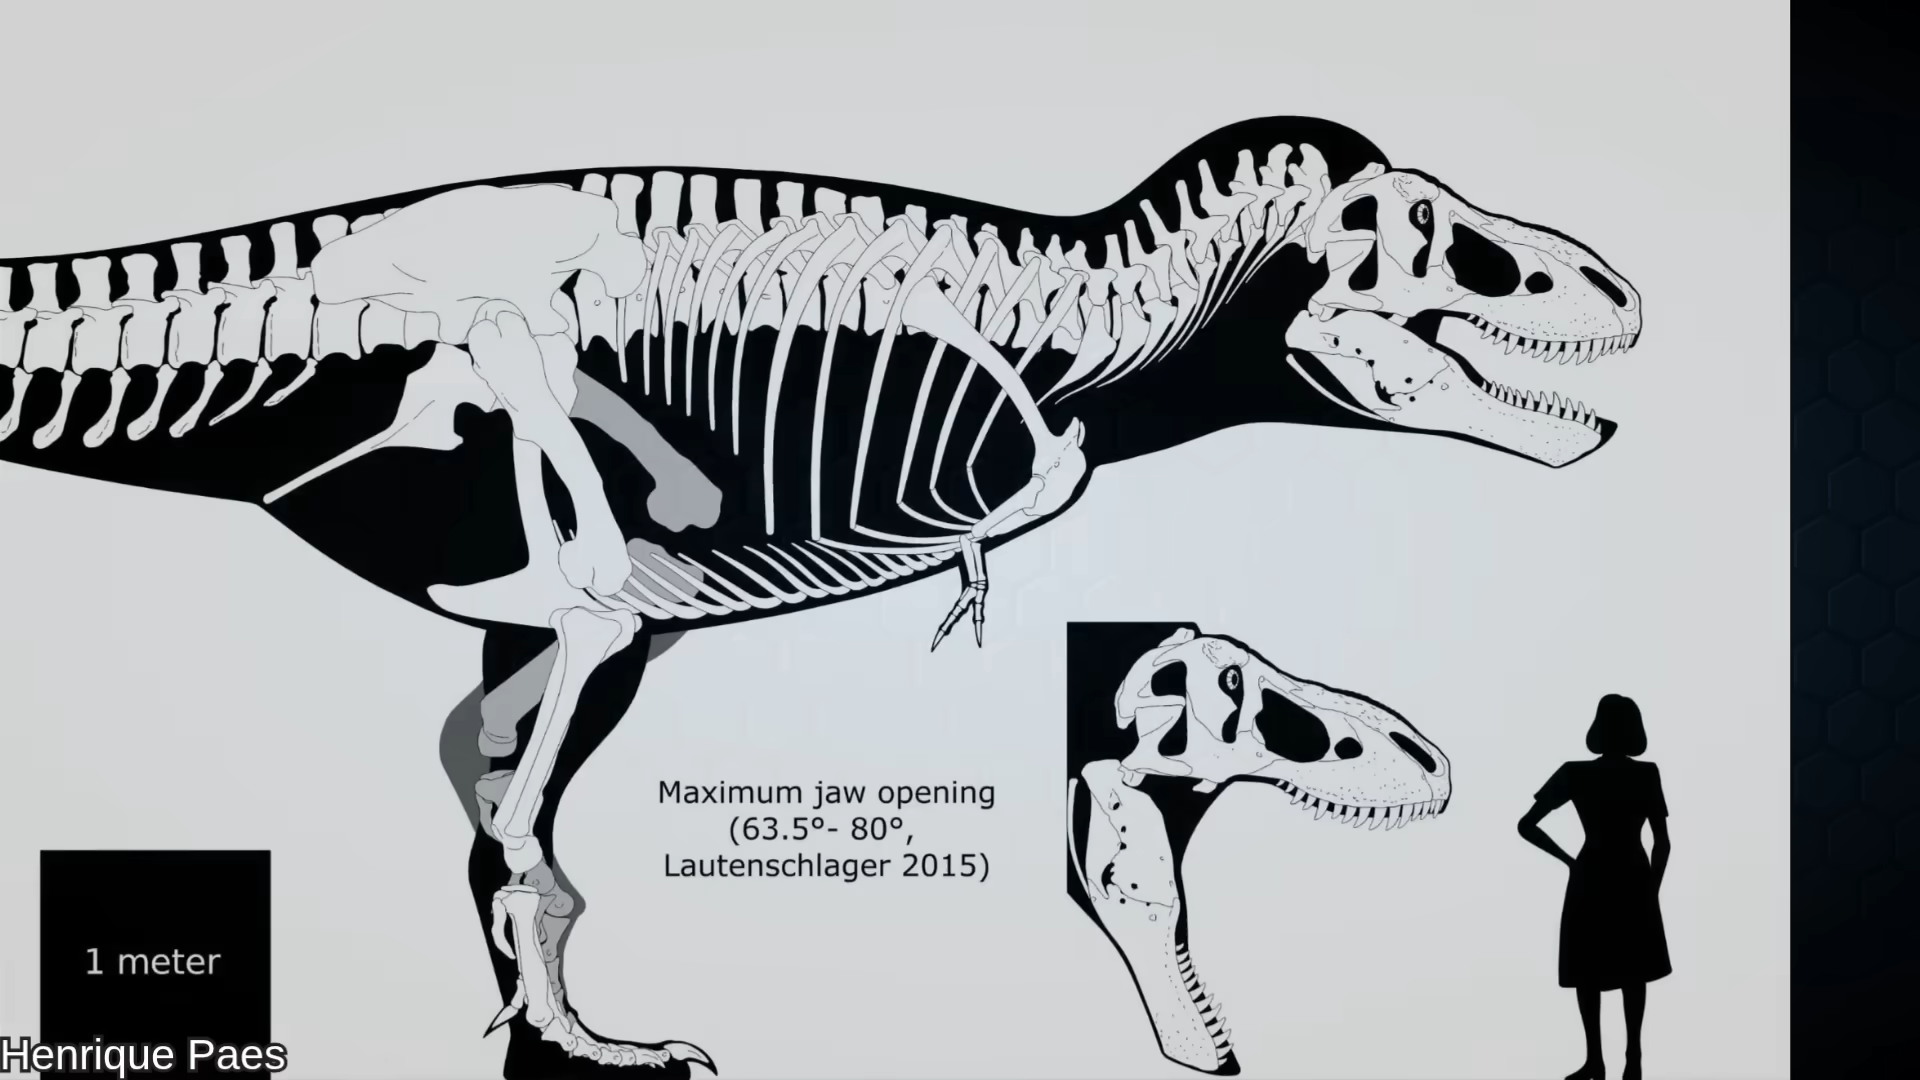 Maximum jaw opening
(63.5°- 80°,
Lautenschlager 2015)
1 meter
Henrique Paes